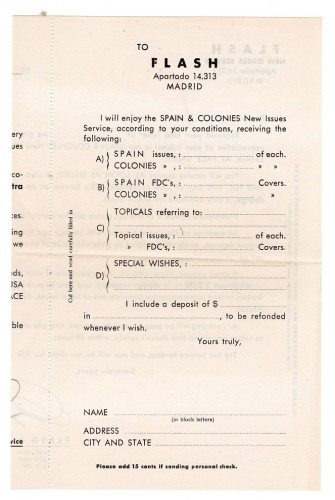 TO
FLASH
Apartado 14.313
MADRID
I will enjoy the SPAIN & COLONIES New Issues
Service, according to your conditions, receiving the
following:
A) SPAIN issues, : of each.
COLONIES » , : » »
B) SPAIN FDC's, : Covers.
COLONIES » , : »
C) TOPICALS referring to:
Topical issues, : of each.
» FDC's, : Covers.
D) SPECIAL WISHES, :
I include a deposit of $
in , to be refonded
whenever I wish.
Yours truly,
NAME
(in block letters)
ADDRESS
CITY AND STATE
Please add 15 cents if sending personal check.
Cut here and send carefully filled in